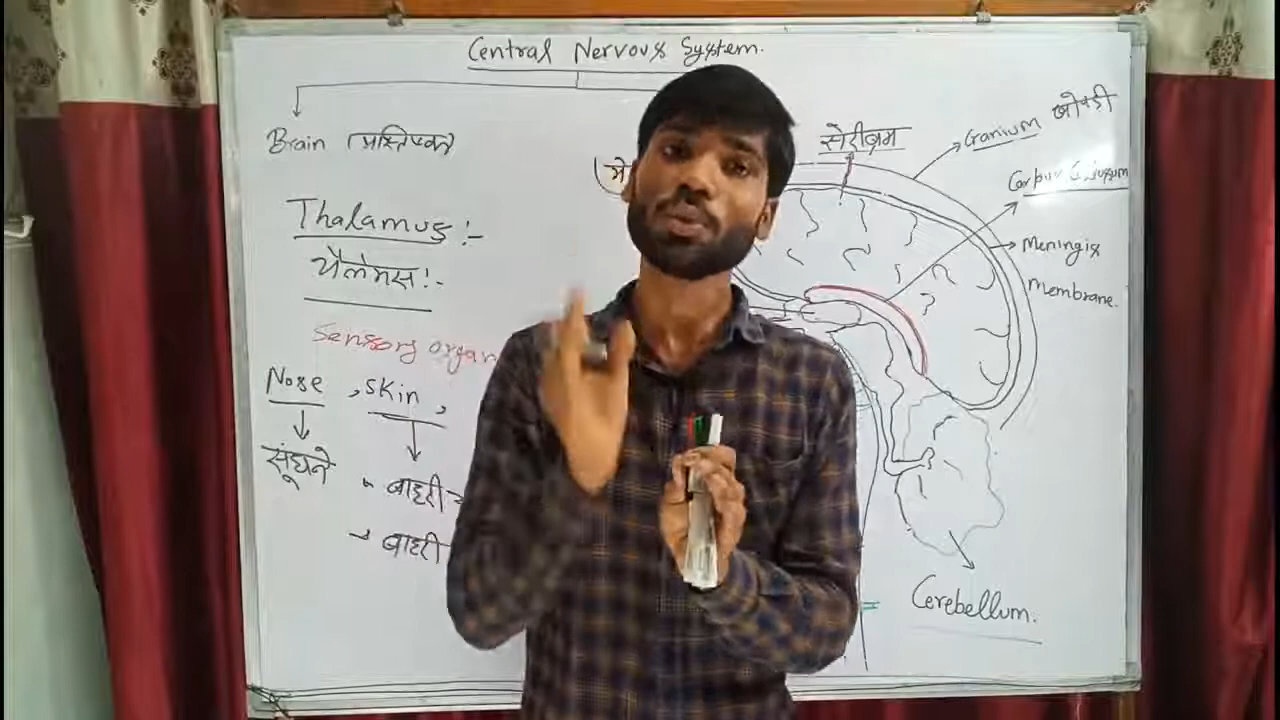 Central Nervous System.
Brain मस्तिष्क
सेरीब्रम
Cranium खोपडी
Meningix
Membrane.
Thalamus :-
थैलेमस :-
Sensory organ
Nose , Skin ,
सूंघने
बाहरी
बाहरी
Cerebellum.